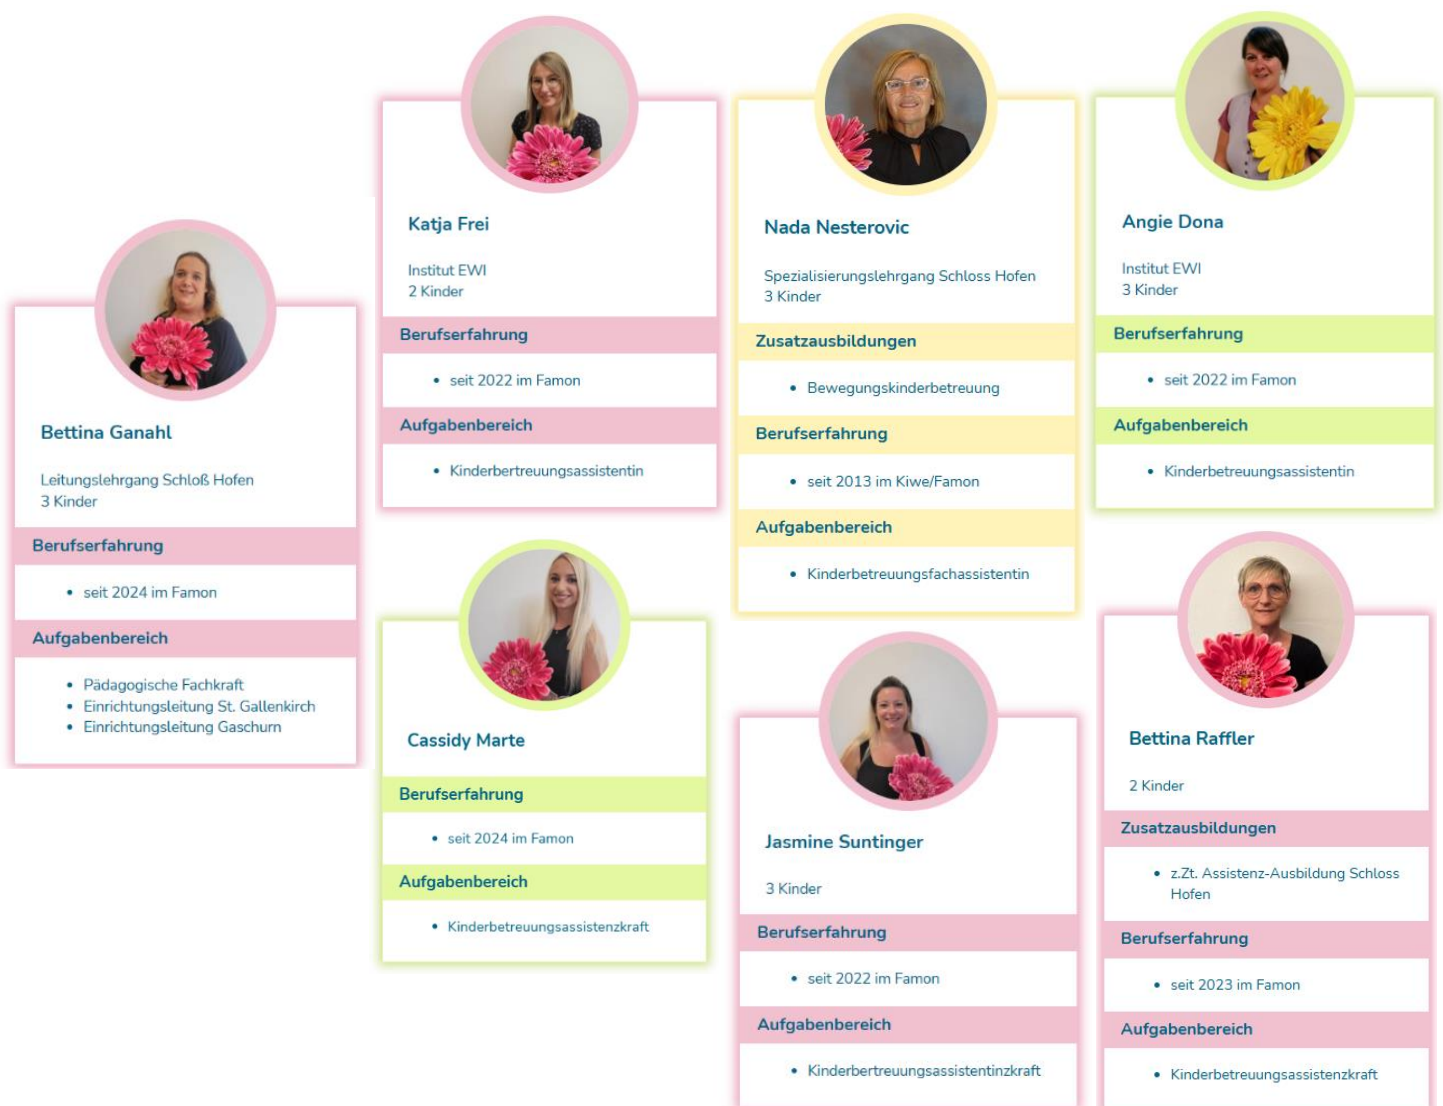 Bettina Ganahl
Leitungslehrgang Schloß Hofen
3 Kinder
Berufserfahrung
• seit 2024 im Famon
Aufgabenbereich
• Pädagogische Fachkraft
• Einrichtungsleitung St. Gallenkirch
• Einrichtungsleitung Gaschurn
Katja Frei
Institut EWI
2 Kinder
Berufserfahrung
• seit 2022 im Famon
Aufgabenbereich
• Kinderbertreuungsassistentin
Cassidy Marte
Berufserfahrung
• seit 2024 im Famon
Aufgabenbereich
• Kinderbetreuungsassistenzkraft
Nada Nesterovic
Spezialisierungslehrgang Schloss Hofen
3 Kinder
Zusatzausbildungen
• Bewegungskinderbetreuung
Berufserfahrung
• seit 2013 im Kiwe/Famon
Aufgabenbereich
• Kinderbetreuungsfachassistentin
Jasmine Suntinger
3 Kinder
Berufserfahrung
• seit 2022 im Famon
Aufgabenbereich
• Kinderbertreuungsassistentinzkraft
Angie Dona
Institut EWI
3 Kinder
Berufserfahrung
• seit 2022 im Famon
Aufgabenbereich
• Kinderbetreuungsassistentin
Bettina Raffler
2 Kinder
Zusatzausbildungen
• z.Zt. Assistenz-Ausbildung Schloss
Hofen
Berufserfahrung
• seit 2023 im Famon
Aufgabenbereich
• Kinderbetreuungsassistenzkraft